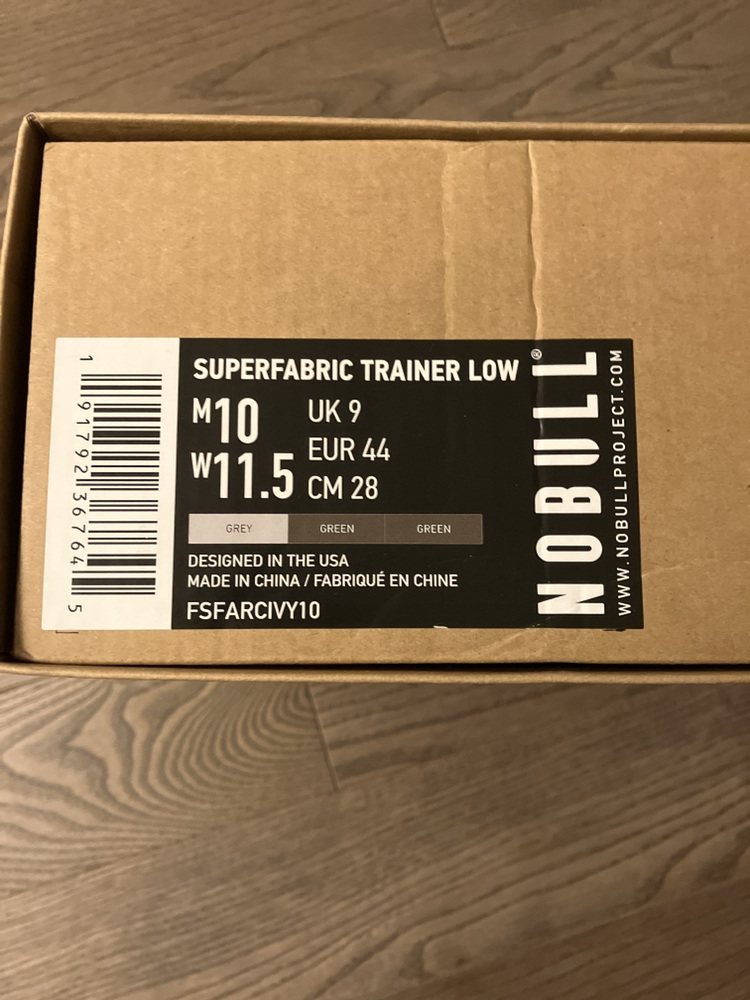 SUPERFABRIC TRAINER LOW
M10
W11.5
UK 9
EUR 44
CM 28
GREY GREEN GREEN
DESIGNED IN THE USA
MADE IN CHINA / FABRIQUÉ EN CHINE
FSFARCIVY10
NOBULL®
WWW.NOBULLPROJECT.COM
1 91792 36764 5